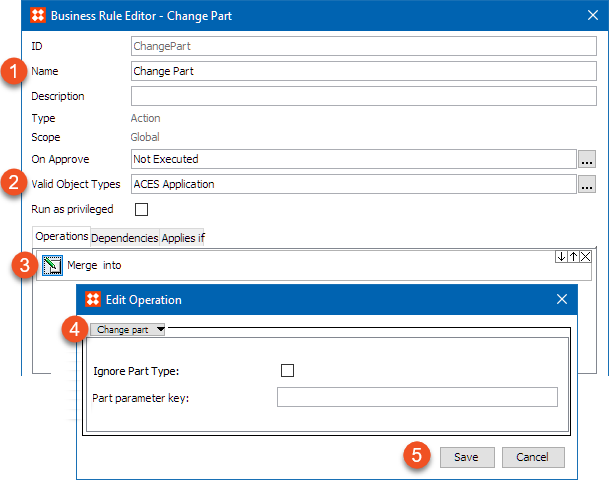 Business Rule Editor - Change Part
ID ChangePart
1 Name Change Part
Description
Type Action
Scope Global
On Approve Not Executed ...
2 Valid Object Types ACES Application ...
Run as privileged
Operations Dependencies Applies if
3 Merge into
Edit Operation
4 Change part
Ignore Part Type:
Part parameter key:
5 Save Cancel